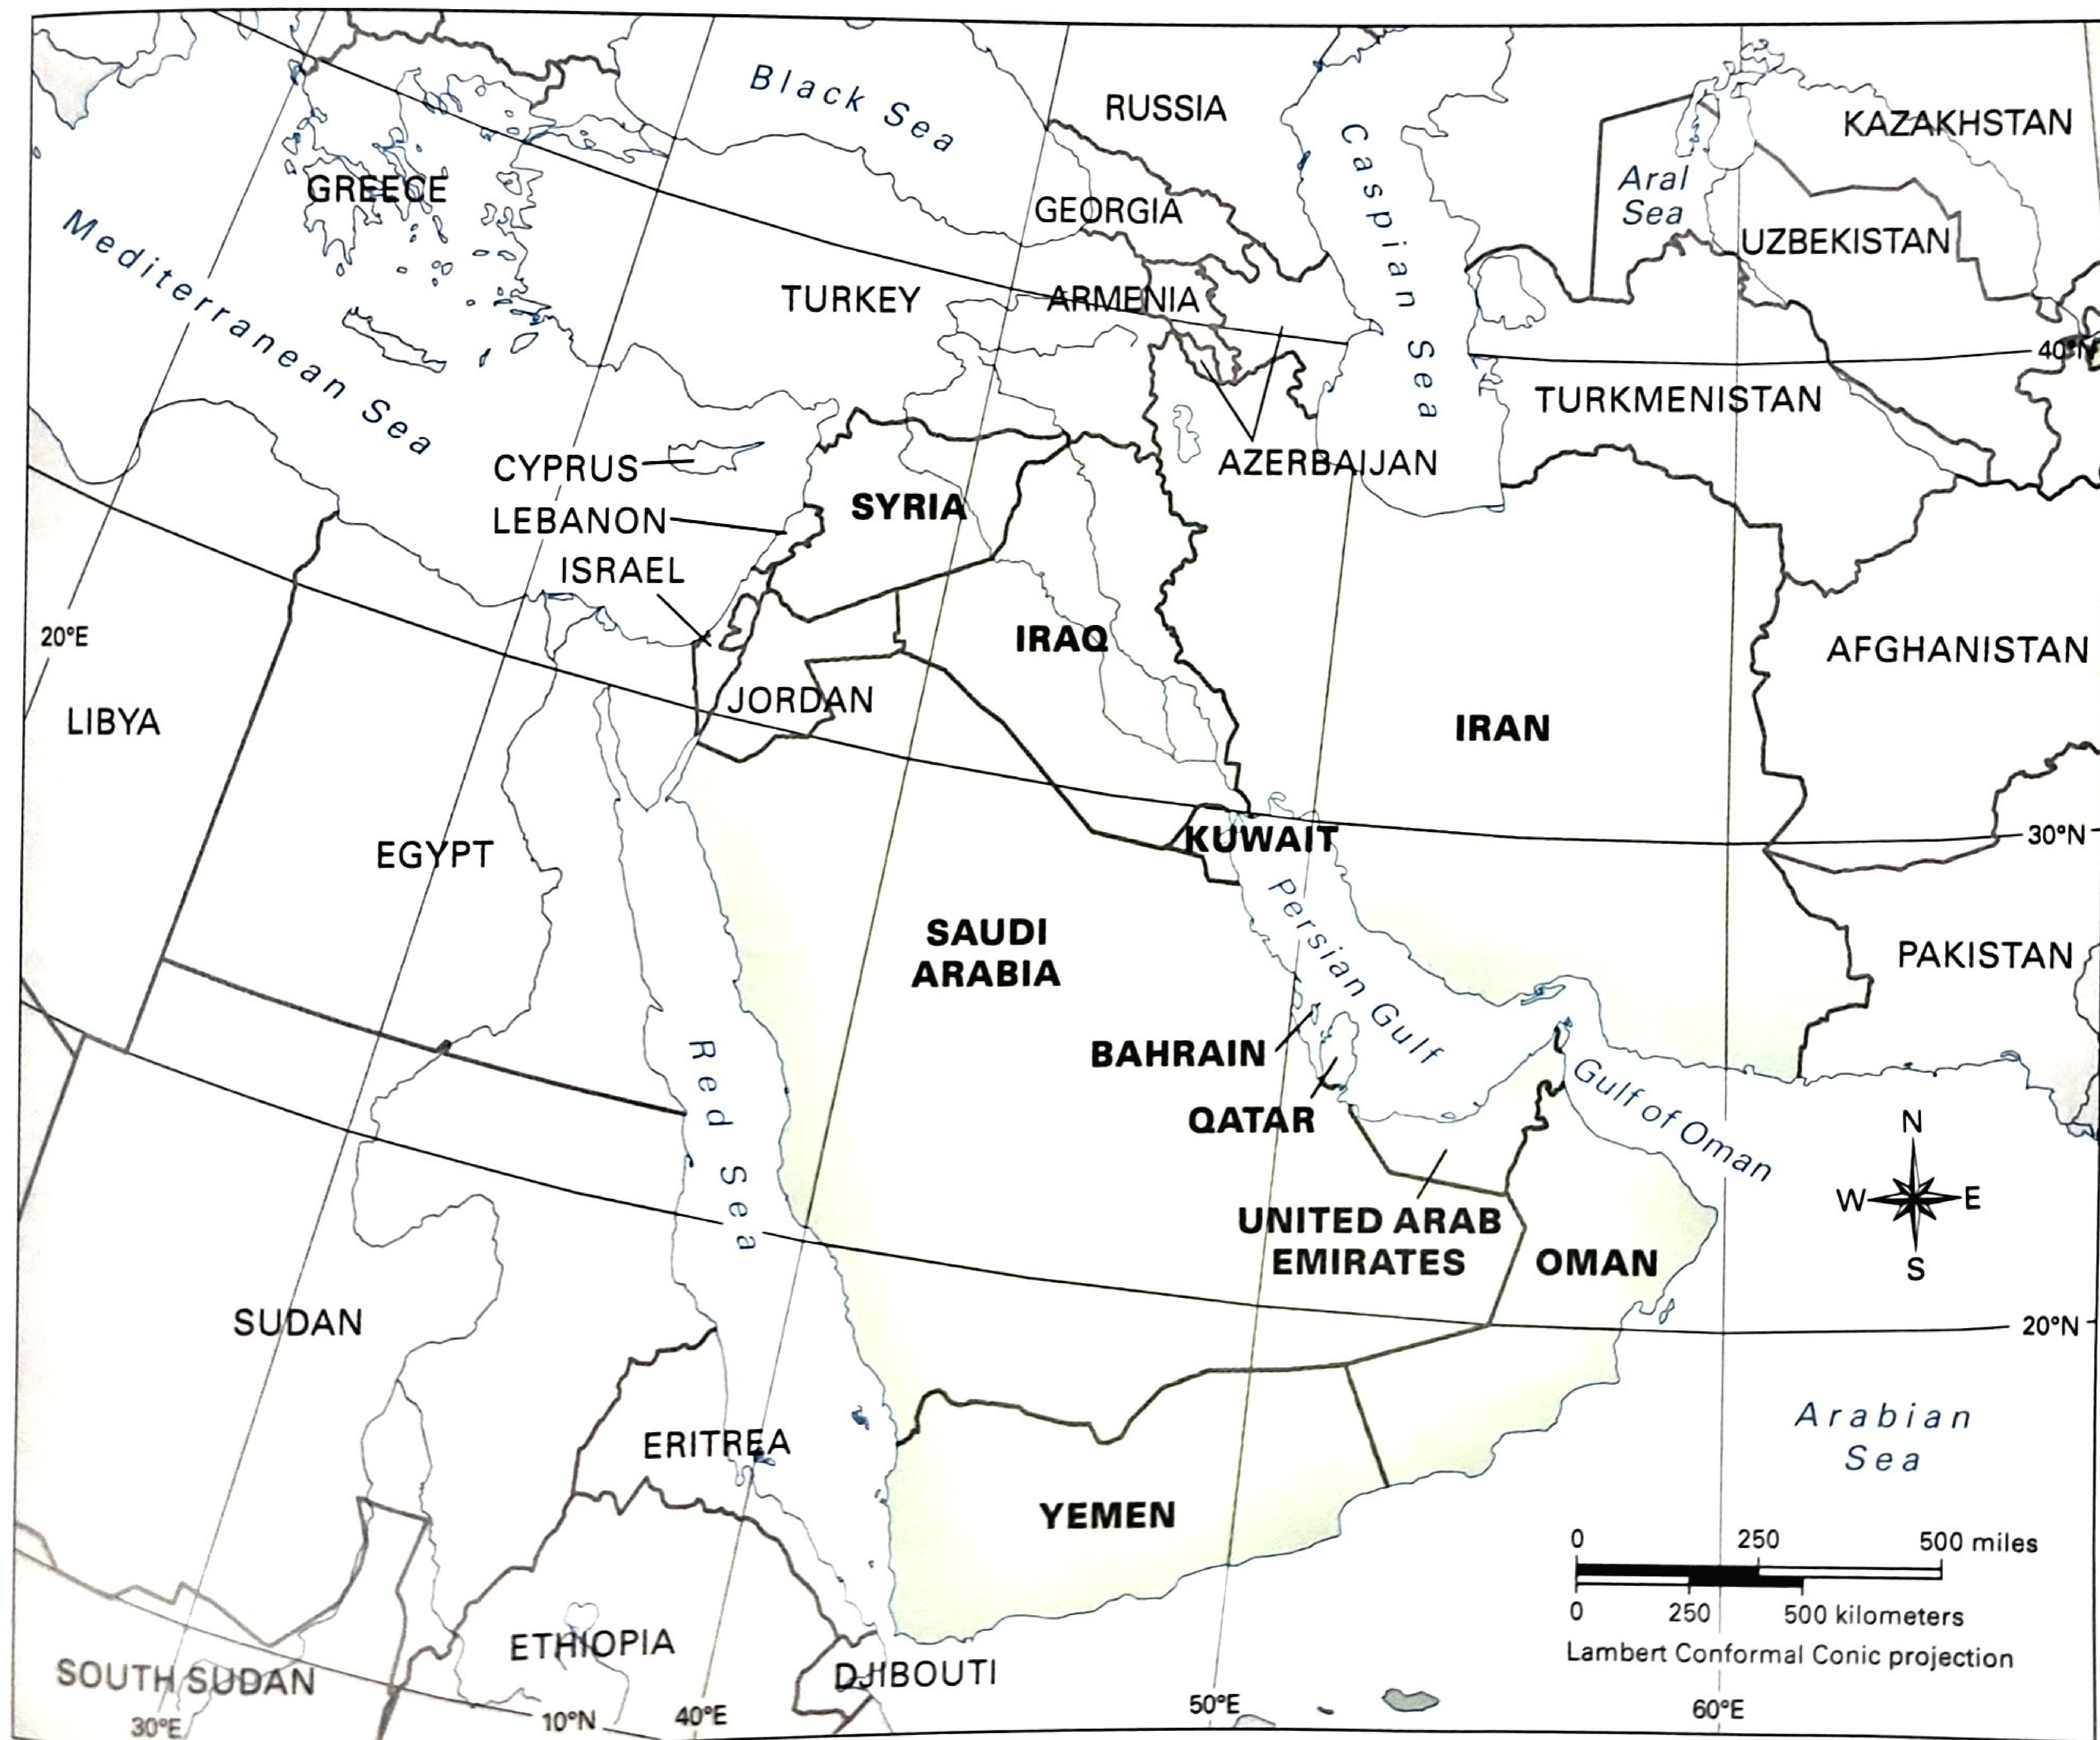 Black Sea
RUSSIA
Caspian Sea
KAZAKHSTAN
Aral
Sea
GREECE
GEORGIA
UZBEKISTAN
Mediterranean Sea
TURKEY
ARMENIA
40°N
TURKMENISTAN
CYPRUS
AZERBAIJAN
LEBANON
SYRIA
ISRAEL
20°E
IRAQ
AFGHANISTAN
LIBYA
JORDAN
IRAN
EGYPT
KUWAIT
30°N
Persian Gulf
SAUDI
ARABIA
PAKISTAN
Red Sea
BAHRAIN
QATAR
Gulf of Oman
N
W
E
S
UNITED ARAB
EMIRATES
OMAN
SUDAN
20°N
Arabian
Sea
ERITREA
YEMEN
0 250 500 miles
0 250 500 kilometers
Lambert Conformal Conic projection
ETHIOPIA
SOUTH SUDAN
DJIBOUTI
30°E
10°N
40°E
50°E
60°E